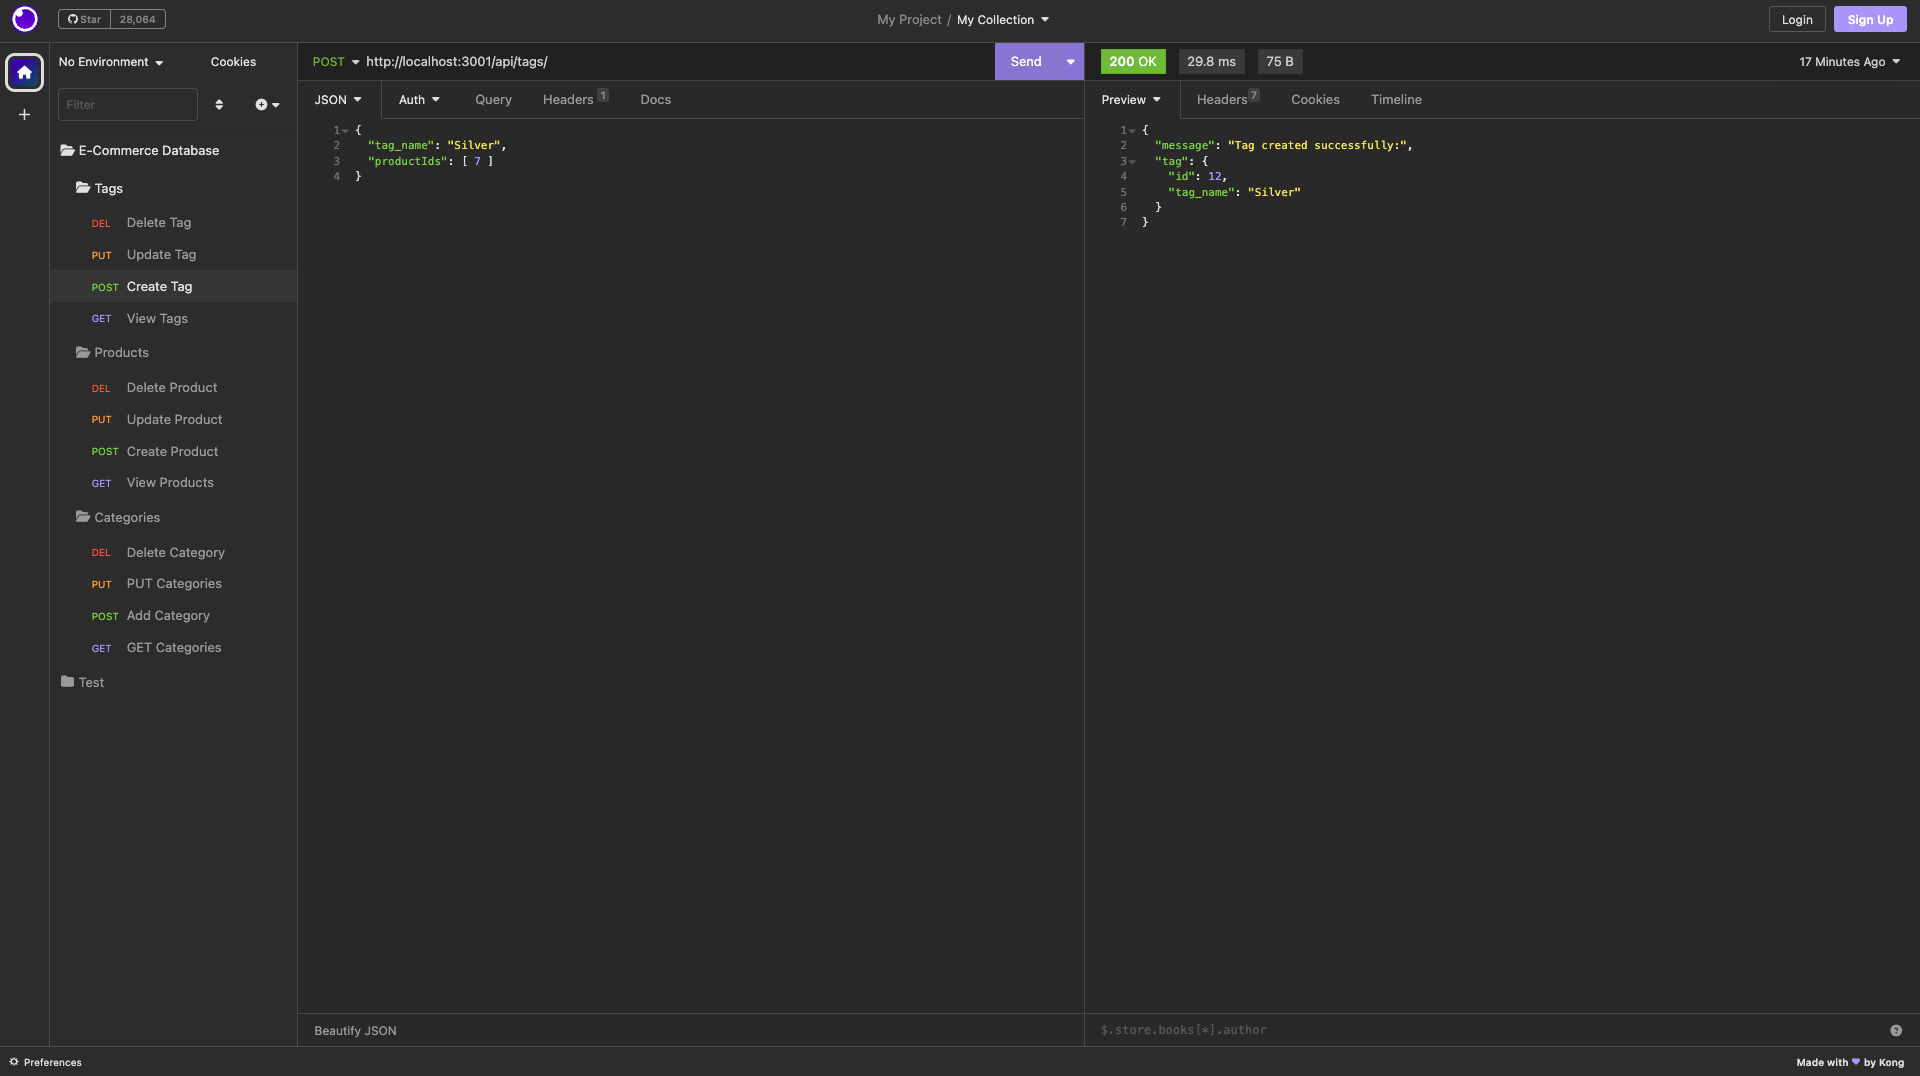 Star 28,064
My Project / My Collection
Login Sign Up
No Environment Cookies
Filter
E-Commerce Database
Tags
DEL Delete Tag
PUT Update Tag
POST Create Tag
GET View Tags
Products
DEL Delete Product
PUT Update Product
POST Create Product
GET View Products
Categories
DEL Delete Category
PUT PUT Categories
POST Add Category
GET GET Categories
Test
POST http://localhost:3001/api/tags/ Send
JSON Auth Query Headers 1 Docs
1 {
2 "tag_name": "Silver",
3 "productIds": [ 7 ]
4 }
Beautify JSON
200 OK 29.8 ms 75 B 17 Minutes Ago
Preview Headers 7 Cookies Timeline
1 {
2 "message": "Tag created successfully:",
3 "tag": {
4 "id": 12,
5 "tag_name": "Silver"
6 }
7 }
$.store.books[*].author ?
Preferences
Made with ♥ by Kong